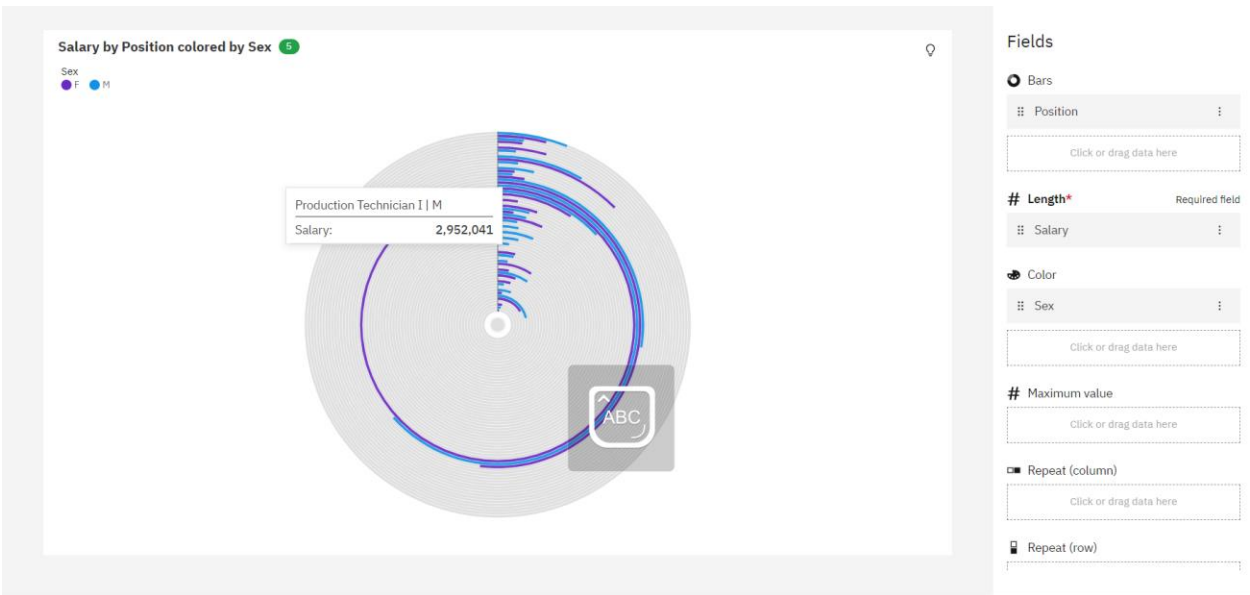 Salary by Position colored by Sex 5
Sex
F M
Production Technician I | M
Salary: 2,952,041
ABC
Fields
Bars
Position
Click or drag data here
# Length* Required field
Salary
Color
Sex
Click or drag data here
# Maximum value
Click or drag data here
Repeat (column)
Click or drag data here
Repeat (row)